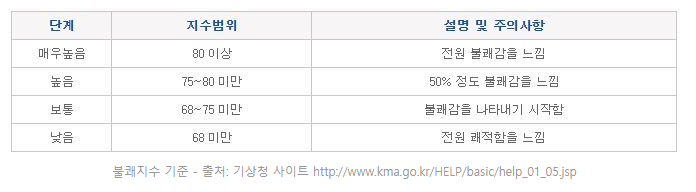 단계 지수범위 설명 및 주의사항
매우높음 80 이상 전원 불쾌감을 느낌
높음 75~80 미만 50% 정도 불쾌감을 느낌
보통 68~75 미만 불쾌감을 나타내기 시작함
낮음 68 미만 전원 쾌적함을 느낌
불쾌지수 기준 - 출처: 기상청 사이트 http://www.kma.go.kr/HELP/basic/help_01_05.jsp